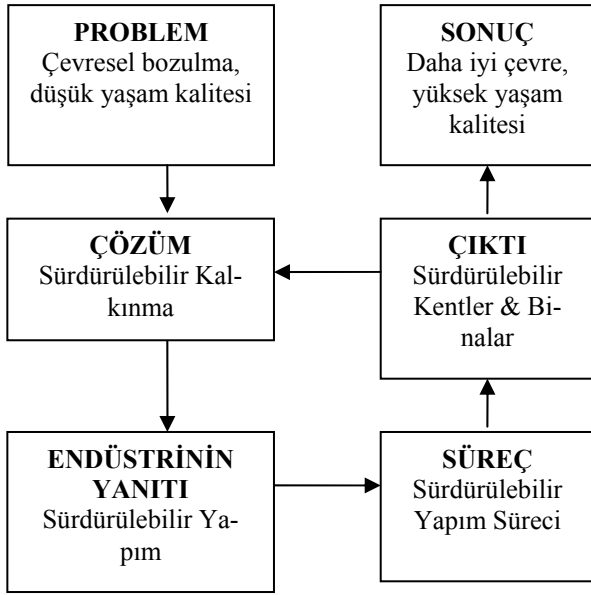 PROBLEM
Çevresel bozulma,
düşük yaşam kalitesi
SONUÇ
Daha iyi çevre,
yüksek yaşam
kalitesi
ÇÖZÜM
Sürdürülebilir Kal-
kınma
ÇIKTI
Sürdürülebilir
Kentler & Bi-
nalar
ENDÜSTRİNİN
YANITI
Sürdürülebilir Ya-
pım
SÜREÇ
Sürdürülebilir
Yapım Süreci